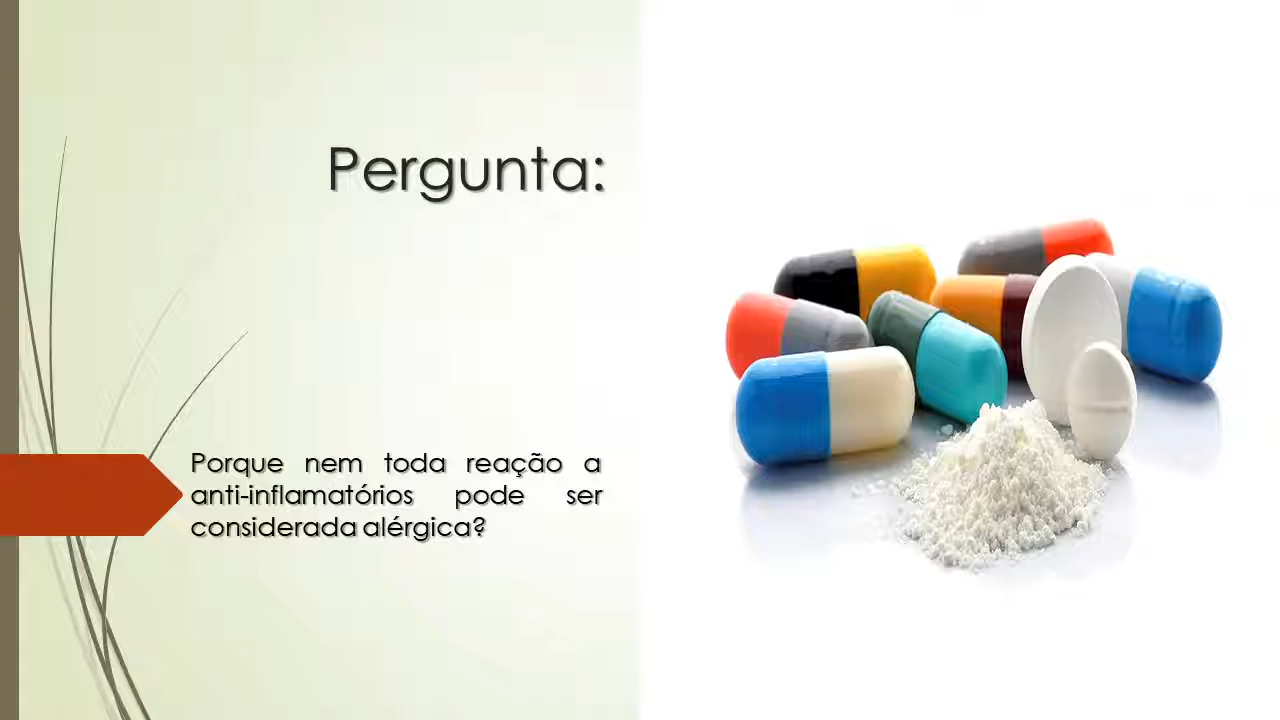 Pergunta:
Porque nem toda reação a
anti-inflamatórios pode ser
considerada alérgica?